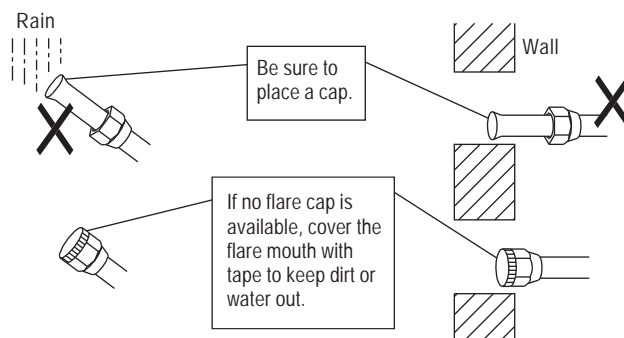 Rain
Wall
Be sure to
place a cap.
If no flare cap is
available, cover the
flare mouth with
tape to keep dirt or
water out.